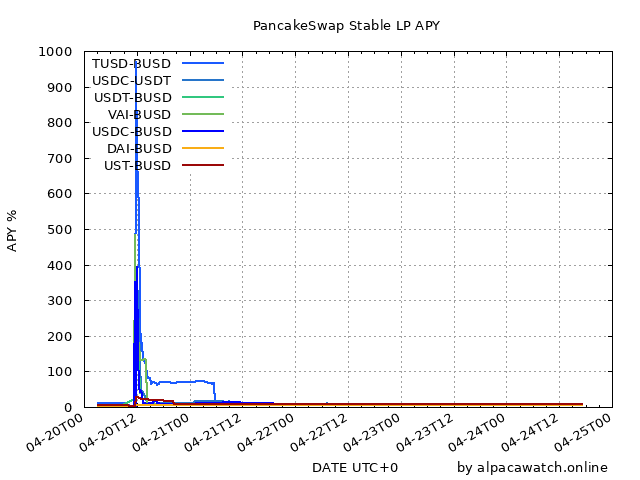 PancakeSwap Stable LP APY
1000
900
800
700
600
500
400
300
200
100
0
APY %
TUSD-BUSD
USDC-USDT
USDT-BUSD
VAI-BUSD
USDC-BUSD
DAI-BUSD
UST-BUSD
04-20T00
04-20T12
04-21T00
04-21T12
04-22T00
04-22T12
04-23T00
04-23T12
04-24T00
04-24T12
04-25T00
DATE UTC+0
by alpacawatch.online